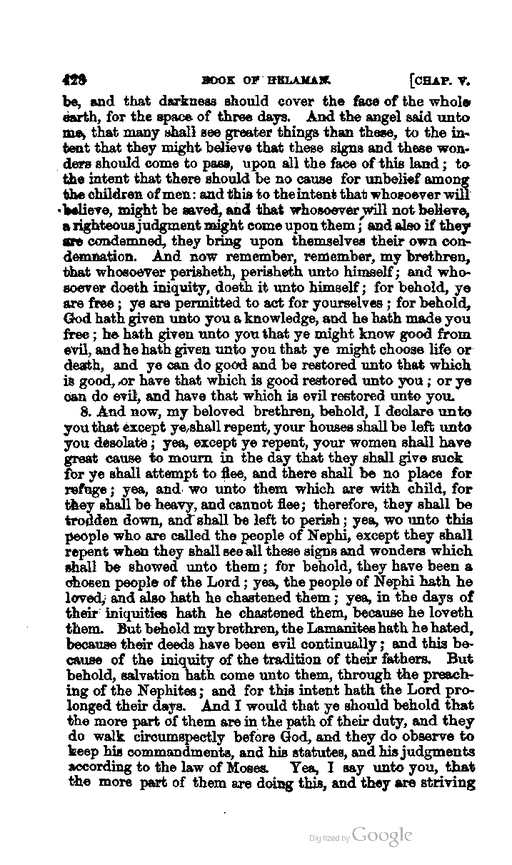 428 BOOK OF HELAMAN. [CHAP. V.
be, and that darkness should cover the face of the whole
earth, for the space of three days. And the angel said unto
me, that many shall see greater things than these, to the in-
tent that they might believe that these signs and these won-
ders should come to pass, upon all the face of this land; to
the intent that there should be no cause for unbelief among
the children of men: and this to the intent that whosoever will
believe, might be saved, and that whosoever will not believe,
a righteous judgment might come upon them; and also if they
are condemned, they bring upon themselves their own con-
demnation. And now remember, remember, my brethren,
that whosoever perisheth, perisheth unto himself; and who-
soever doeth iniquity, doeth it unto himself; for behold, ye
are free; ye are permitted to act for yourselves; for behold,
God hath given unto you a knowledge, and he hath made you
free; he hath given unto you that ye might know good from
evil, and he hath given unto you that ye might choose life or
death, and ye can do good and be restored unto that which
is good, or have that which is good restored unto you; or ye
can do evil, and have that which is evil restored unto you.
8. And now, my beloved brethren, behold, I declare unto
you that except ye shall repent, your houses shall be left unto
you desolate; yea, except ye repent, your women shall have
great cause to mourn in the day that they shall give suck
for ye shall attempt to flee, and there shall be no place for
refuge; yea, and wo unto them which are with child, for
they shall be heavy, and cannot flee; therefore, they shall be
trodden down, and shall be left to perish; yea, wo unto this
people who are called the people of Nephi, except they shall
repent when they shall see all these signs and wonders which
shall be showed unto them; for behold, they have been a
chosen people of the Lord; yea, the people of Nephi hath he
loved, and also hath he chastened them; yea, in the days of
their iniquities hath he chastened them, because he loveth
them. But behold my brethren, the Lamanites hath he hated,
because their deeds have been evil continually; and this be-
cause of the iniquity of the tradition of their fathers. But
behold, salvation hath come unto them, through the preach-
ing of the Nephites; and for this intent hath the Lord pro-
longed their days. And I would that ye should behold that
the more part of them are in the path of their duty, and they
do walk circumspectly before God, and they do observe to
keep his commandments, and his statutes, and his judgments
according to the law of Moses. Yea, I say unto you, that
the more part of them are doing this, and they are striving
Digitized by Google